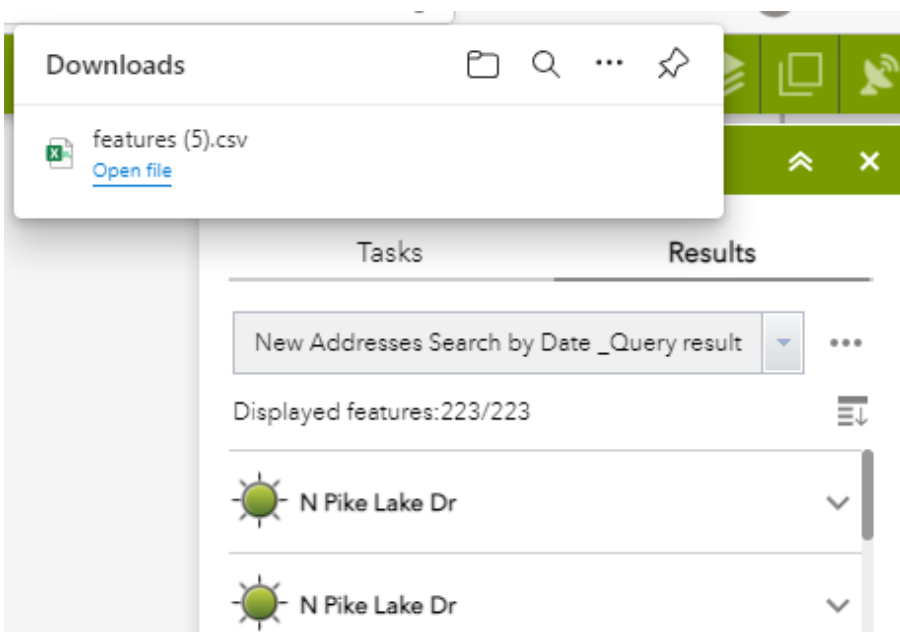 Downloads
features (5).csv
Open file
Tasks
Results
New Addresses Search by Date _Query result
Displayed features:223/223
N Pike Lake Dr
N Pike Lake Dr